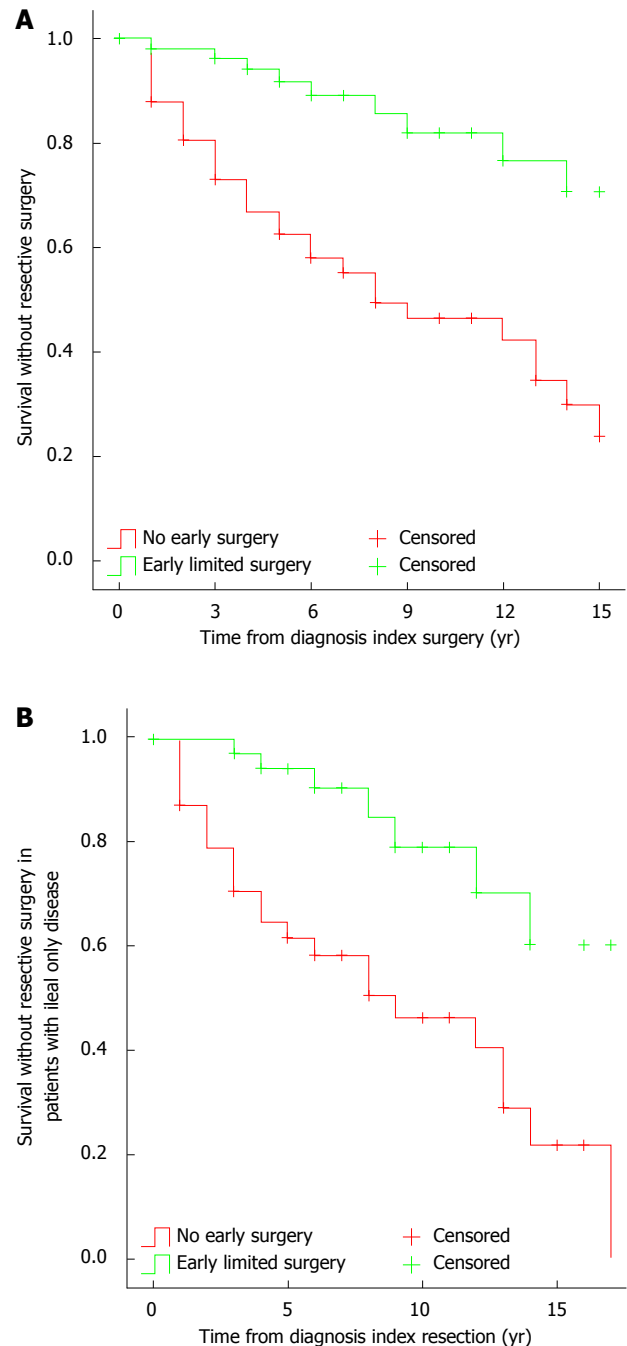 A
1.0
0.8
0.6
0.4
0.2
0.0
Survival without resective surgery
No early surgery
Censored
Early limited surgery
Censored
0 3 6 9 12 15
Time from diagnosis index surgery (yr)
B
1.0
0.8
0.6
0.4
0.2
0.0
Survival without resective surgery in
patients with ileal only disease
No early surgery
Censored
Early limited surgery
Censored
0 5 10 15
Time from diagnosis index resection (yr)